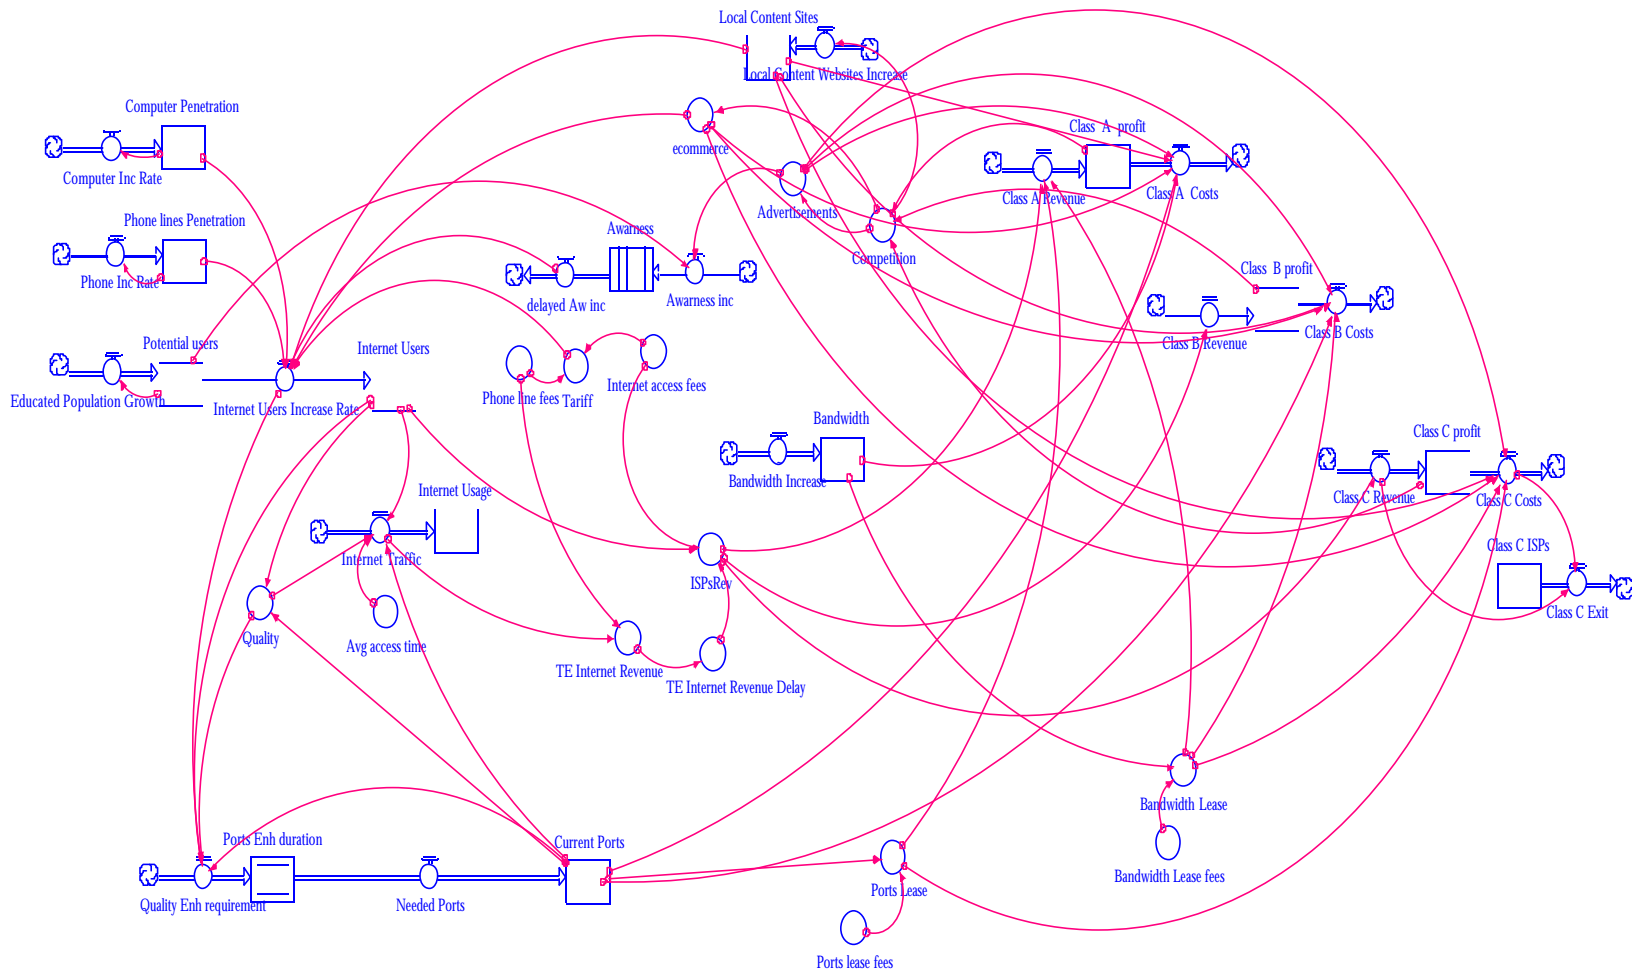 Local Content Sites
Local Content Websites Increase
Computer Penetration
ecommerce
Class A profit
Computer Inc Rate
Class A Revenue
Class A Costs
Phone lines Penetration
Advertisements
Awarness
Competition
Class B profit
Phone Inc Rate
delayed Aw inc
Awarness inc
Class B Revenue
Class B Costs
Potential users
Internet Users
Educated Population Growth
Internet Users Increase Rate
Phone line fees
Tariff
Internet access fees
Bandwidth
Class C profit
Bandwidth Increase
Internet Usage
Class C Revenue
Class C Costs
Internet Traffic
ISPsRev
Class C ISPs
Quality
Avg access time
Class C Exit
TE Internet Revenue
TE Internet Revenue Delay
Bandwidth Lease
Ports Enh duration
Current Ports
Bandwidth Lease fees
Ports Lease
Quality Enh requirement
Needed Ports
Ports lease fees